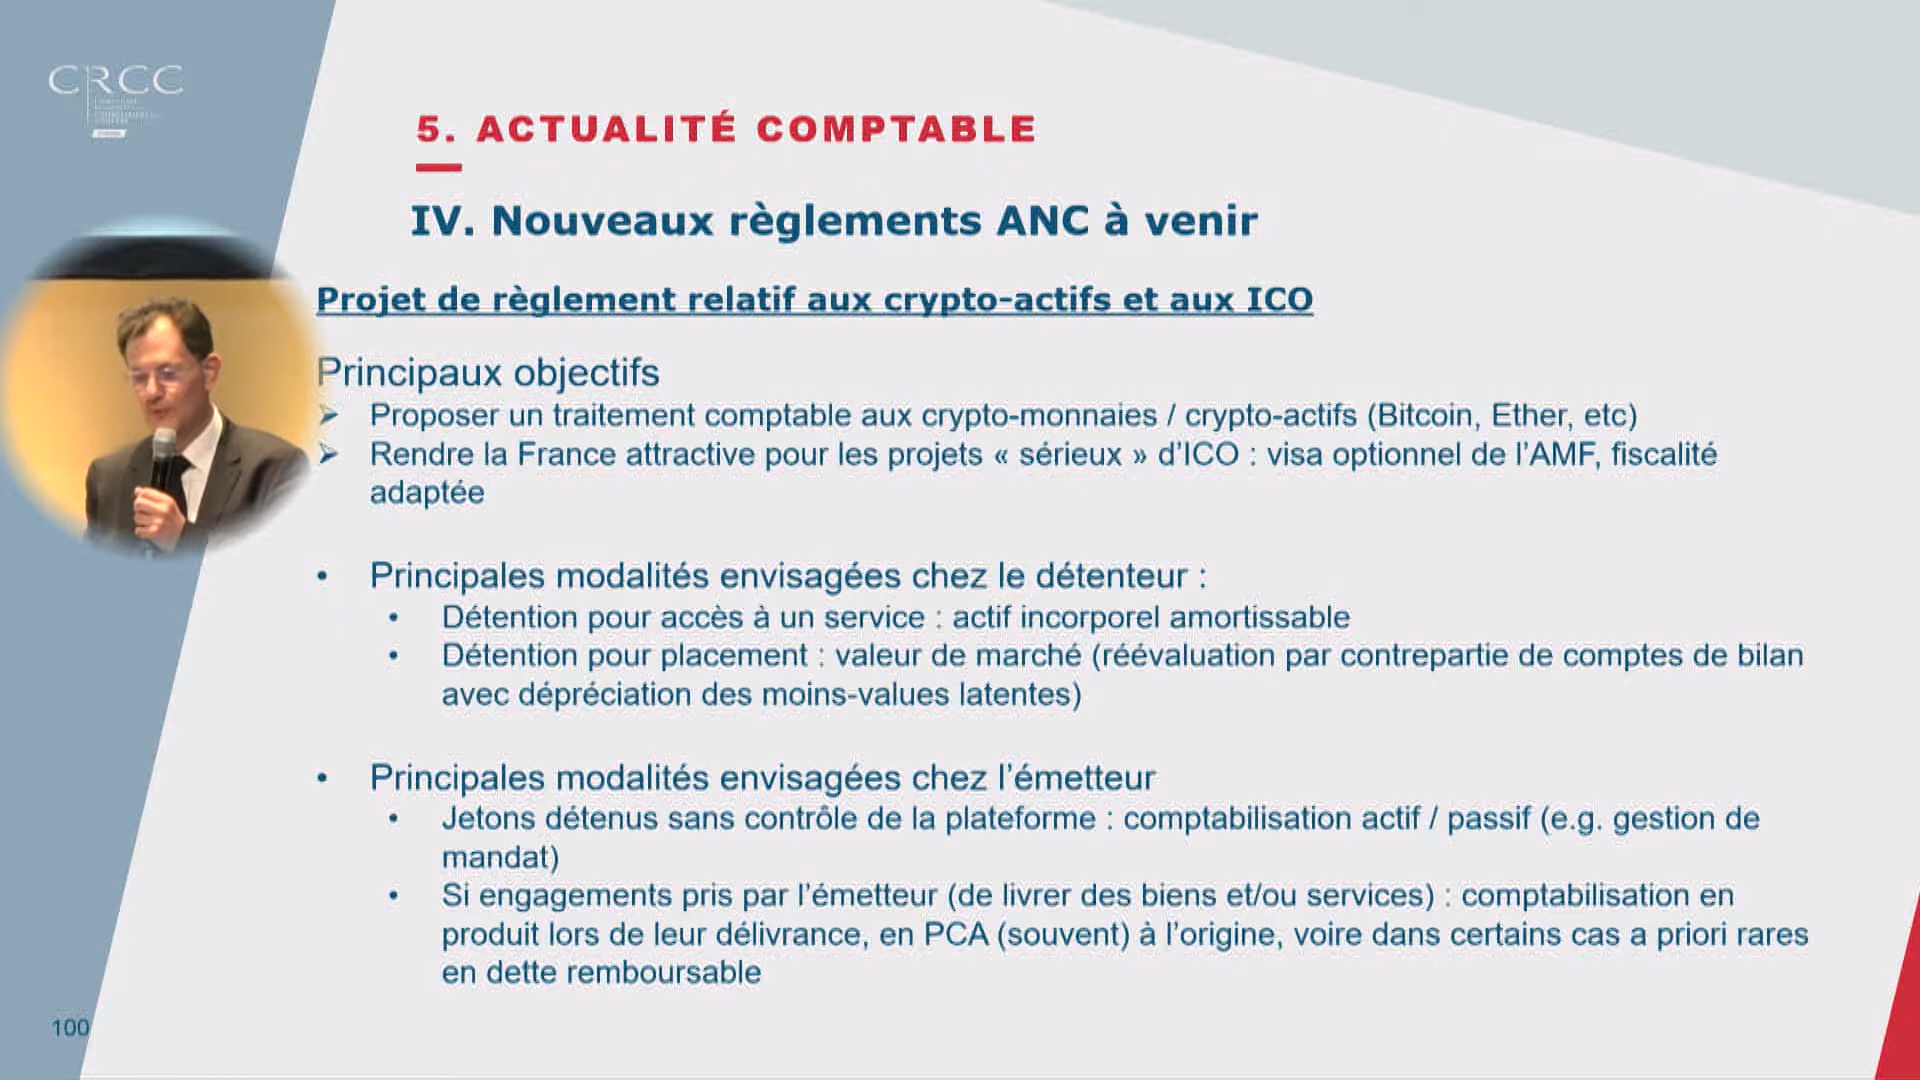 CRCC
5. ACTUALITÉ COMPTABLE
IV. Nouveaux règlements ANC à venir
Projet de règlement relatif aux crypto-actifs et aux ICO
Principaux objectifs
➢ Proposer un traitement comptable aux crypto-monnaies / crypto-actifs (Bitcoin, Ether, etc)
➢ Rendre la France attractive pour les projets « sérieux » d’ICO : visa optionnel de l’AMF, fiscalité
adaptée
• Principales modalités envisagées chez le détenteur :
• Détention pour accès à un service : actif incorporel amortissable
• Détention pour placement : valeur de marché (réévaluation par contrepartie de comptes de bilan
avec dépréciation des moins-values latentes)
• Principales modalités envisagées chez l’émetteur
• Jetons détenus sans contrôle de la plateforme : comptabilisation actif / passif (e.g. gestion de
mandat)
• Si engagements pris par l’émetteur (de livrer des biens et/ou services) : comptabilisation en
produit lors de leur délivrance, en PCA (souvent) à l’origine, voire dans certains cas a priori rares
en dette remboursable
100